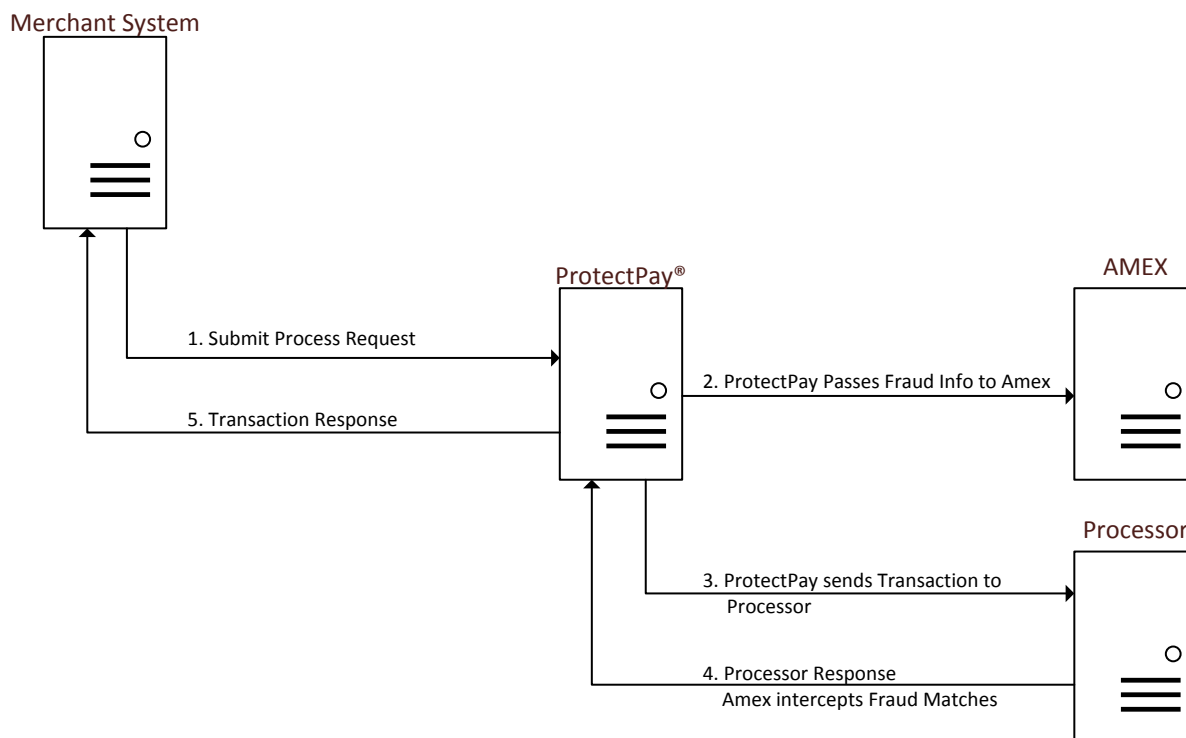 Merchant System
ProtectPay®
AMEX
1. Submit Process Request
2. ProtectPay Passes Fraud Info to Amex
5. Transaction Response
Processor
3. ProtectPay sends Transaction to
Processor
4. Processor Response
Amex intercepts Fraud Matches